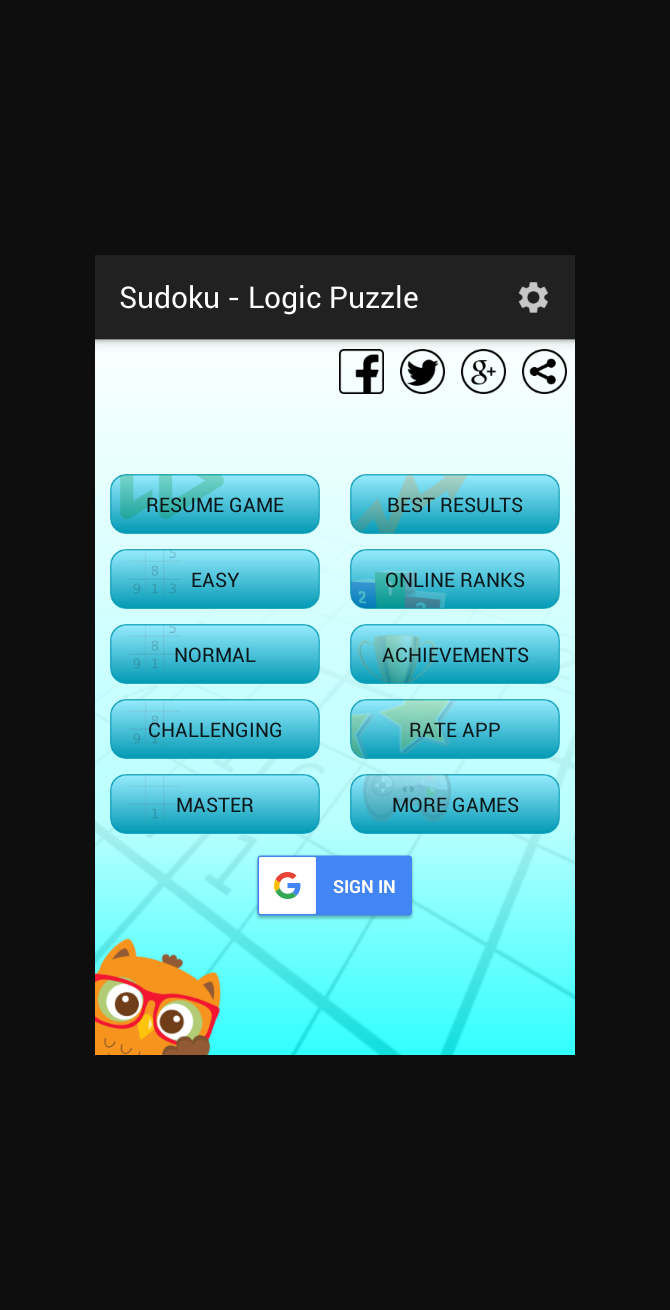 Sudoku - Logic Puzzle
RESUME GAME
BEST RESULTS
EASY
ONLINE RANKS
NORMAL
ACHIEVEMENTS
CHALLENGING
RATE APP
MASTER
MORE GAMES
SIGN IN